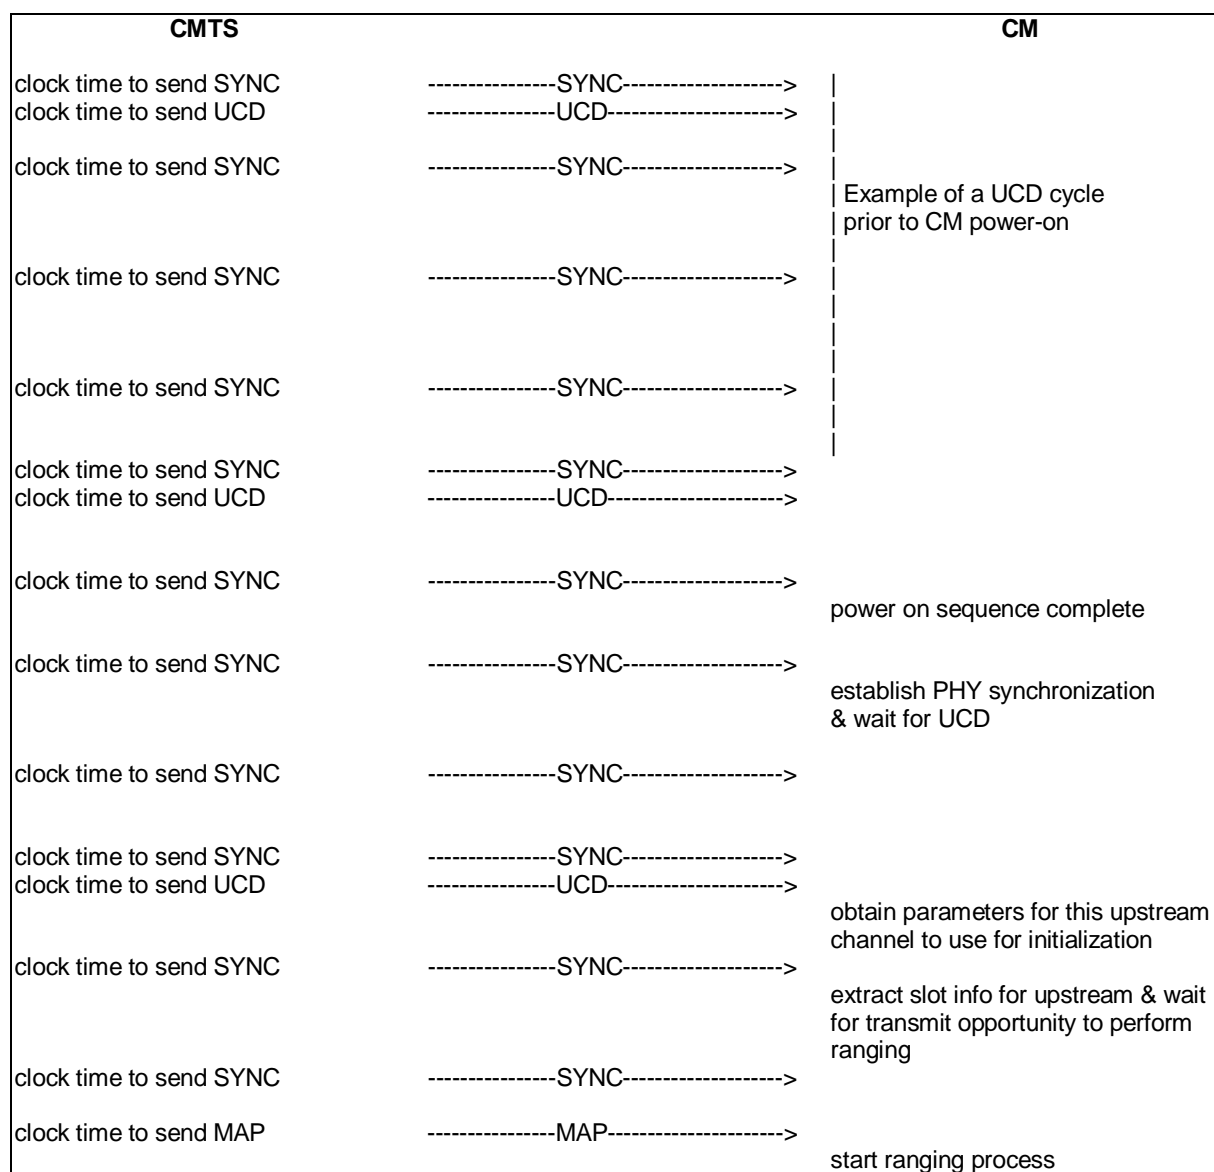 CMTS CM
clock time to send SYNC ----------------SYNC--------------------> |
clock time to send UCD ----------------UCD----------------------> |
|
clock time to send SYNC ----------------SYNC--------------------> |
| Example of a UCD cycle
| prior to CM power-on
|
clock time to send SYNC ----------------SYNC--------------------> |
|
|
|
clock time to send SYNC ----------------SYNC--------------------> |
|
|
clock time to send SYNC ----------------SYNC-------------------->
clock time to send UCD ----------------UCD---------------------->
clock time to send SYNC ----------------SYNC-------------------->
power on sequence complete
clock time to send SYNC ----------------SYNC-------------------->
establish PHY synchronization
& wait for UCD
clock time to send SYNC ----------------SYNC-------------------->
clock time to send SYNC ----------------SYNC-------------------->
clock time to send UCD ----------------UCD---------------------->
obtain parameters for this upstream
channel to use for initialization
clock time to send SYNC ----------------SYNC-------------------->
extract slot info for upstream & wait
for transmit opportunity to perform
ranging
clock time to send SYNC ----------------SYNC-------------------->
clock time to send MAP ----------------MAP---------------------->
start ranging process